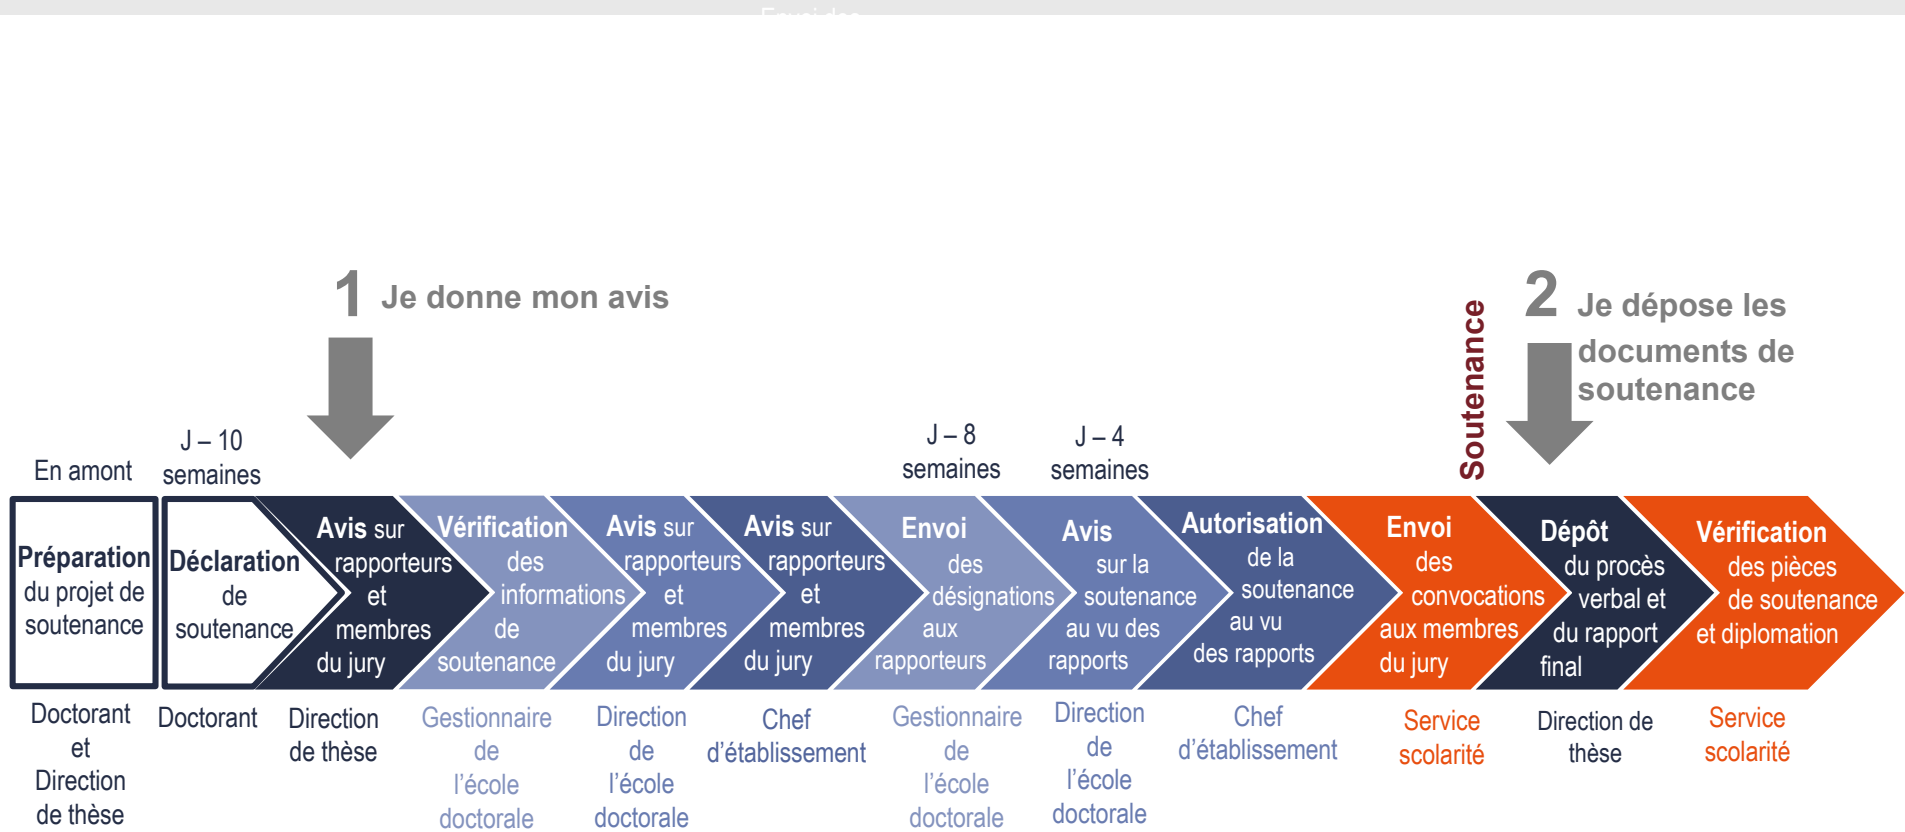 Envoi des
1 Je donne mon avis
Soutenance
2 Je dépose les
documents de
soutenance
En amont
J – 10
semaines
J – 8
semaines
J – 4
semaines
Préparation
du projet de
soutenance
Déclaration
de
soutenance
Avis sur
rapporteurs
et
membres
du jury
Vérification
des
informations
de
soutenance
Avis sur
rapporteurs
et
membres
du jury
Avis sur
rapporteurs
et
membres
du jury
Envoi
des
désignations
aux
rapporteurs
Avis
sur la
soutenance
au vu des
rapports
Autorisation
de la
soutenance
au vu
des rapports
Envoi
des
convocations
aux membres
du jury
Dépôt
du procès
verbal et
du rapport
final
Vérification
des pièces
de soutenance
et diplomation
Doctorant
et
Direction
de thèse
Doctorant
Direction
de thèse
Gestionnaire
de
l’école
doctorale
Direction
de
l’école
doctorale
Chef
d’établissement
Gestionnaire
de
l’école
doctorale
Direction
de
l’école
doctorale
Chef
d’établissement
Service
scolarité
Direction de
thèse
Service
scolarité